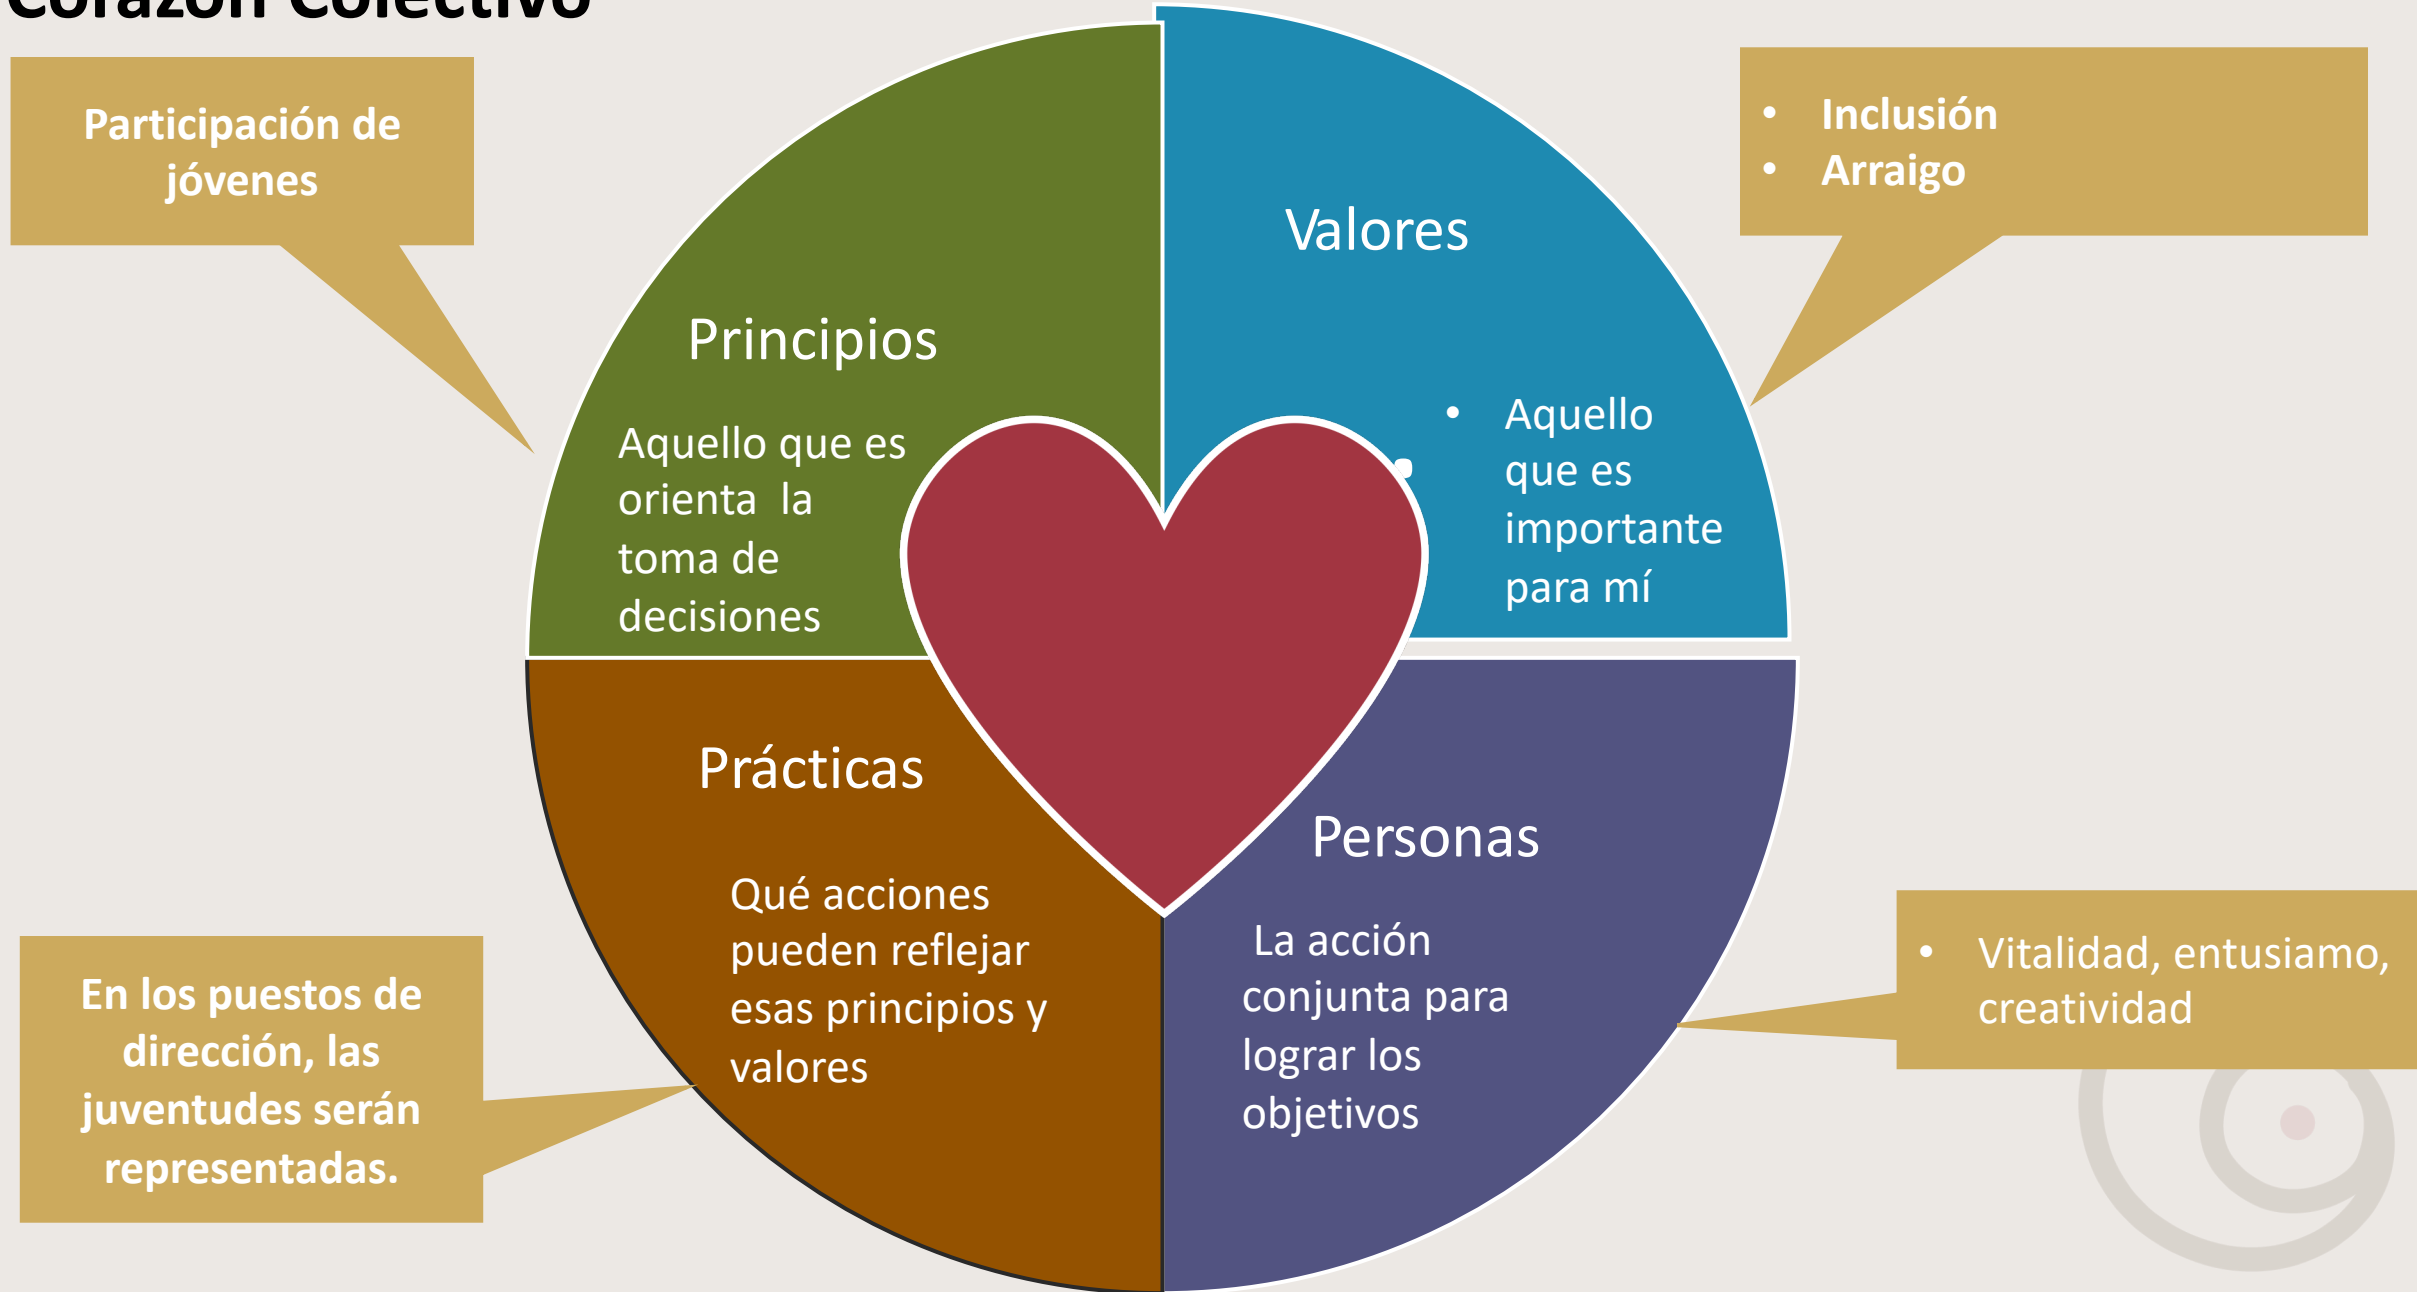 Corazón Colectivo
Participación de
jóvenes
• Inclusión
• Arraigo
Valores
• Aquello
que es
importante
para mí
Principios
Aquello que es
orienta  la
toma de
decisiones
Prácticas
Qué acciones
pueden reflejar
esas principios y
valores
Personas
La acción
conjunta para
lograr los
objetivos
En los puestos de
dirección, las
juventudes serán
representadas.
• Vitalidad, entusiamo,
creatividad